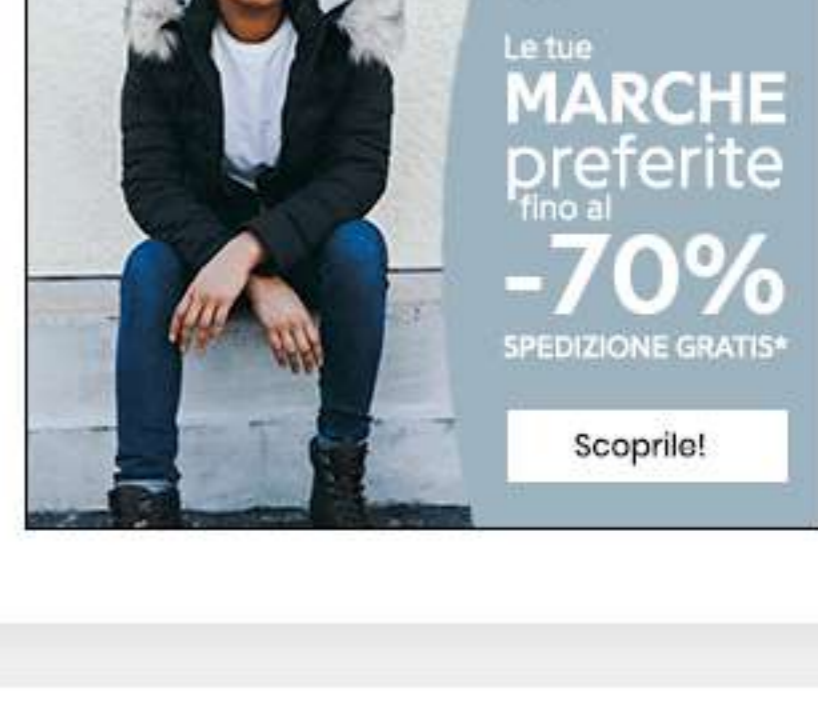 Le tue
MARCHE
preferite
fino al
-70%
SPEDIZIONE GRATIS*
Scoprile!